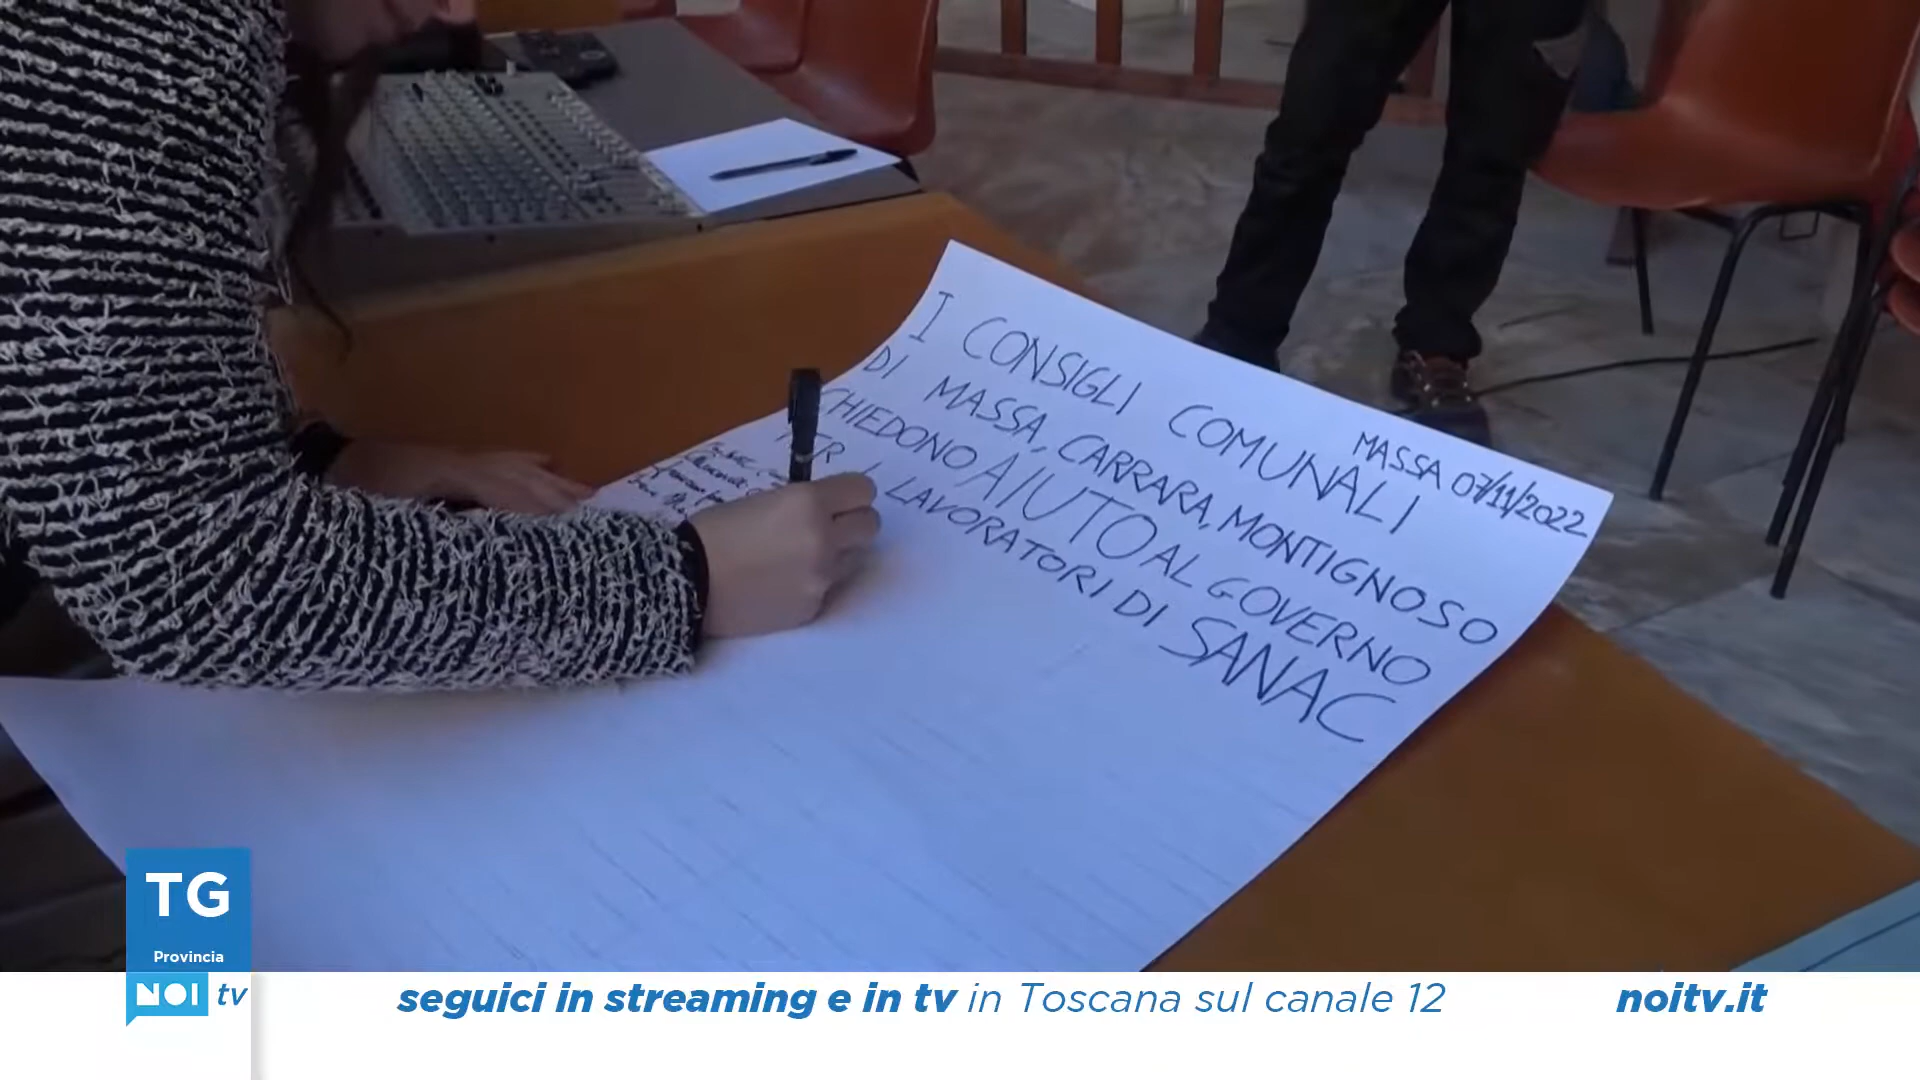 MASSA 07/11/2022
I CONSIGLI COMUNALI
DI MASSA, CARRARA, MONTIGNOSO
CHIEDONO AIUTO AL GOVERNO
PER I LAVORATORI DI SANAC
TG
Provincia
NOI tv
seguici in streaming e in tv in Toscana sul canale 12
noitv.it